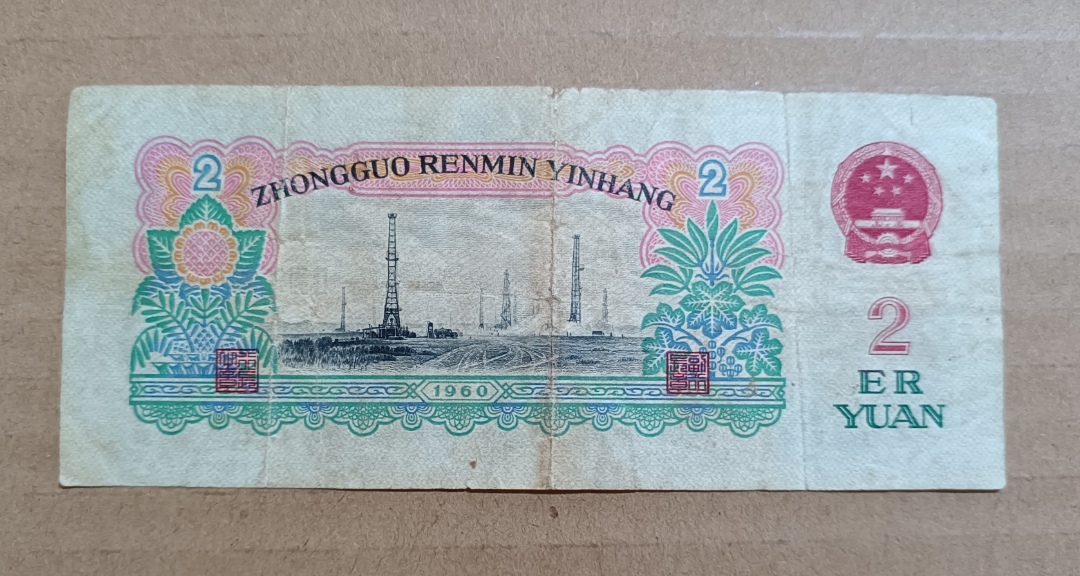 2
ZHONGGUO RENMIN YINHANG
2
1960
2
ER
YUAN